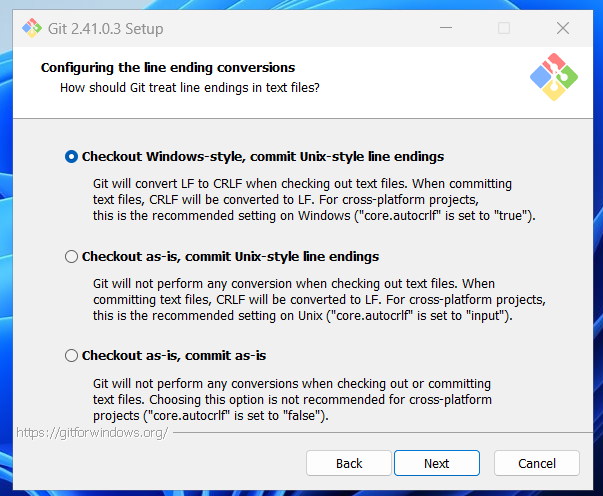 Git 2.41.0.3 Setup
Configuring the line ending conversions
How should Git treat line endings in text files?
Checkout Windows-style, commit Unix-style line endings
Git will convert LF to CRLF when checking out text files. When committing
text files, CRLF will be converted to LF. For cross-platform projects,
this is the recommended setting on Windows ("core.autocrlf" is set to "true").
Checkout as-is, commit Unix-style line endings
Git will not perform any conversion when checking out text files. When
committing text files, CRLF will be converted to LF. For cross-platform projects,
this is the recommended setting on Unix ("core.autocrlf" is set to "input").
Checkout as-is, commit as-is
Git will not perform any conversions when checking out or committing
text files. Choosing this option is not recommended for cross-platform
projects ("core.autocrlf" is set to "false").
https://gitforwindows.org/
Back Next Cancel